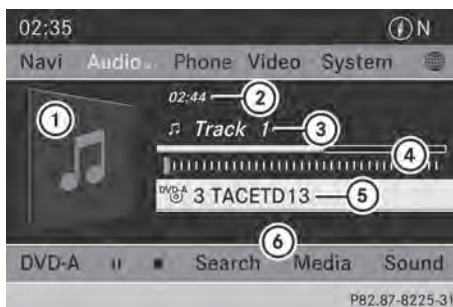 02:35 N
Navi Audio Phone Video System
02:44 2
1
Track 1 3
4
DVD-A 3 TACETD13 5
6
DVD-A Search Media Sound
P82.87-8225-31